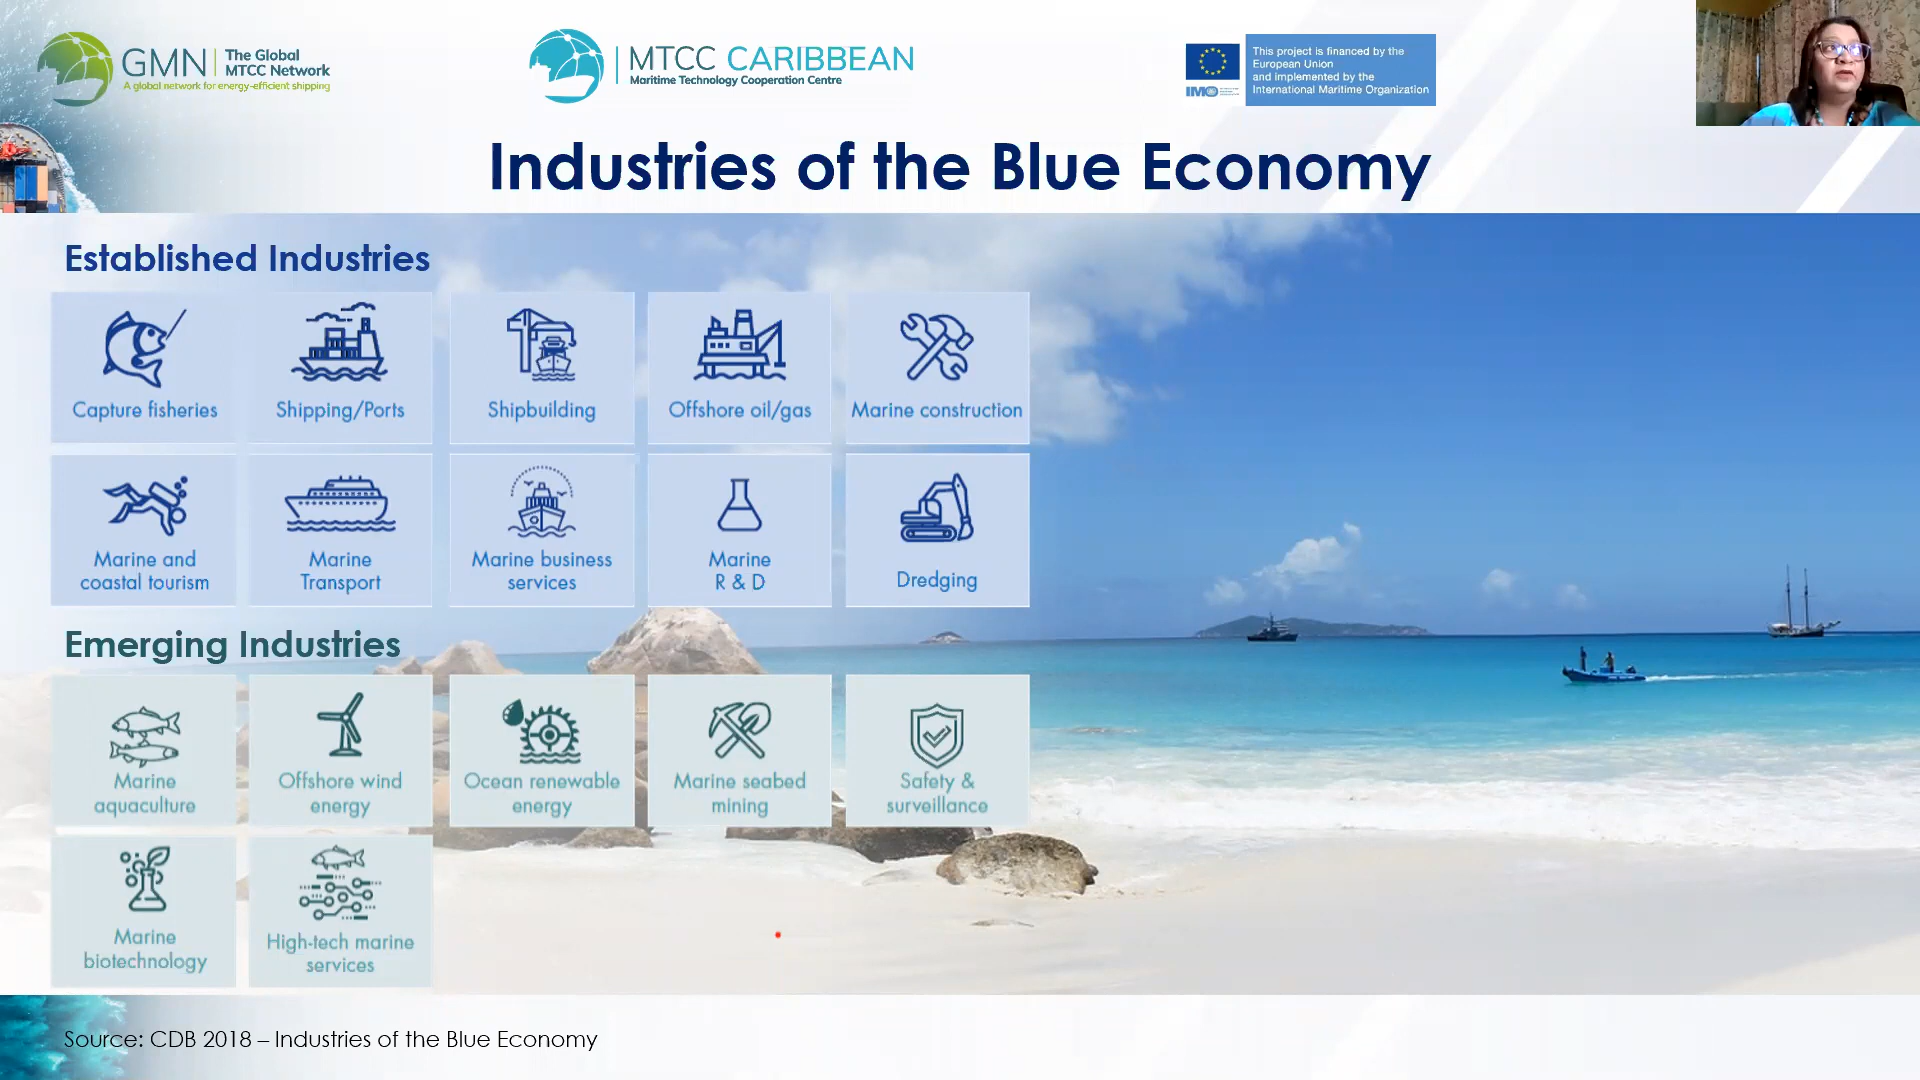 GMN
The Global
MTCC Network
A global network for energy-efficient shipping
MTCC CARIBBEAN
Maritime Technology Cooperation Centre
IMO
This project is financed by the
European Union
and implemented by the
International Maritime Organization
Industries of the Blue Economy
Established Industries
Capture fisheries
Shipping/Ports
Shipbuilding
Offshore oil/gas
Marine construction
Marine and
coastal tourism
Marine
Transport
Marine business
services
Marine
R & D
Dredging
Emerging Industries
Marine
aquaculture
Offshore wind
energy
Ocean renewable
energy
Marine seabed
mining
Safety &
surveillance
Marine
biotechnology
High-tech marine
services
Source: CDB 2018 – Industries of the Blue Economy